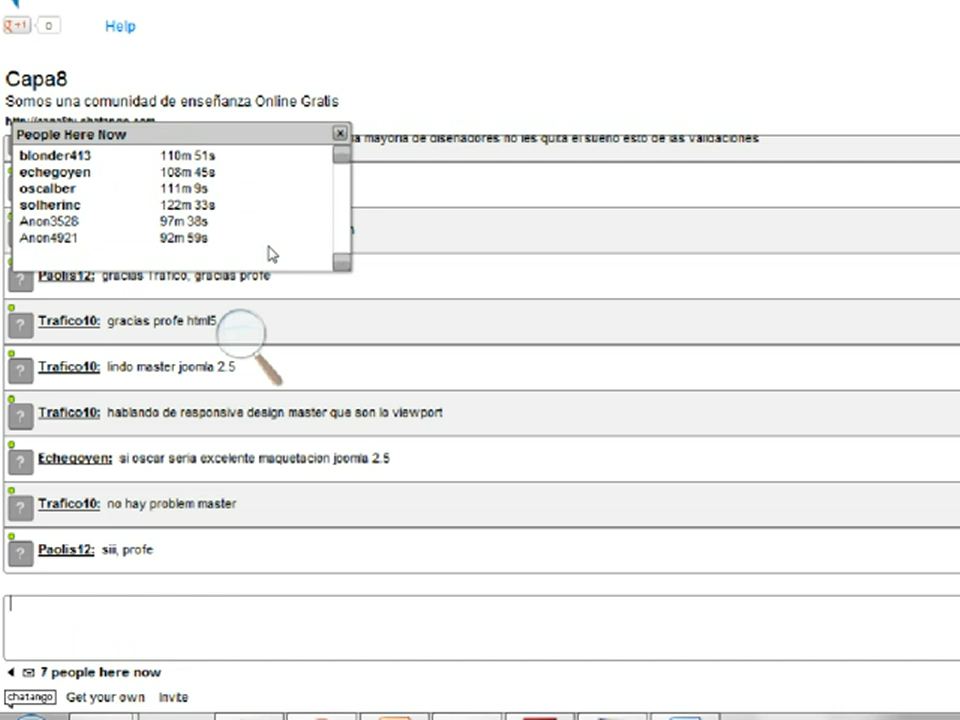 g +1 0 Help
Capa8
Somos una comunidad de enseñanza Online Gratis
People Here Now
la mayoria de diseñadores no les quita el sueño esto de las validaciones
blonder413 110m 51s
echegoyen 108m 45s
oscalber 111m 9s
solherinc 122m 33s
Anon3528 97m 38s
Anon4921 92m 59s
Paolis12: gracias Trafico, gracias profe
Trafico10: gracias profe html5
Trafico10: lindo master joomla 2.5
Trafico10: hablando de responsive design master que son lo viewport
Echegoyen: si oscar seria excelente maquetacion joomla 2.5
Trafico10: no hay problem master
Paolis12: siii, profe
7 people here now
chatango Get your own Invite